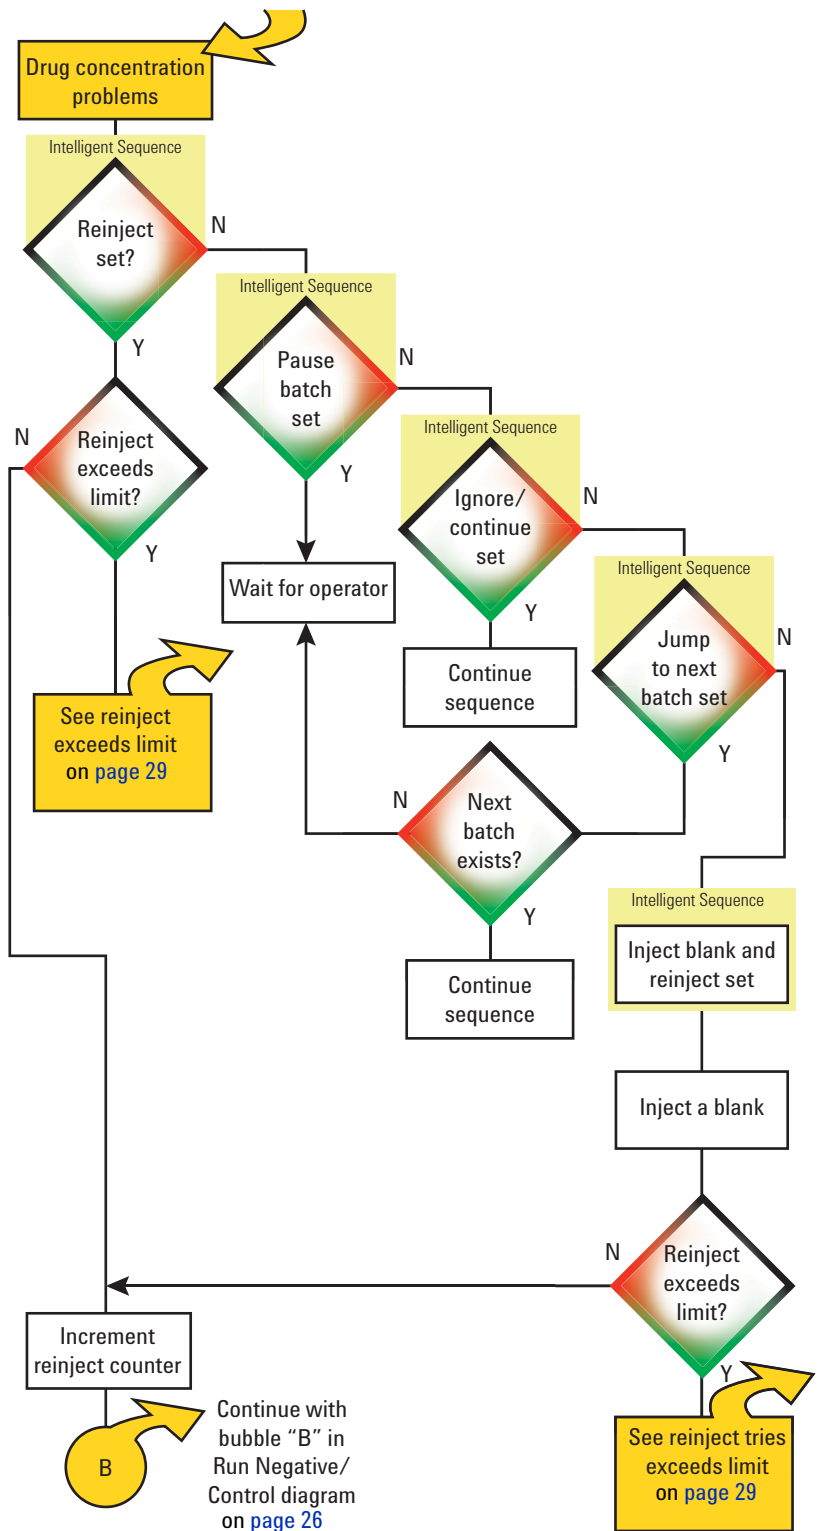 Drug concentration
problems
Intelligent Sequence
Reinject
set?
N
Y
Intelligent Sequence
Pause
batch
set
N
Y
Reinject
exceeds
limit?
N
Y
Intelligent Sequence
Ignore/
continue
set
N
Y
Wait for operator
Intelligent Sequence
Jump
to next
batch set
N
Y
Continue
sequence
See reinject
exceeds limit
on page 29
Next
batch
exists?
N
Y
Continue
sequence
Intelligent Sequence
Inject blank and
reinject set
Inject a blank
Reinject
exceeds
limit?
N
Y
Increment
reinject counter
B
Continue with
bubble “B” in
Run Negative/
Control diagram
on page 26
See reinject tries
exceeds limit
on page 29